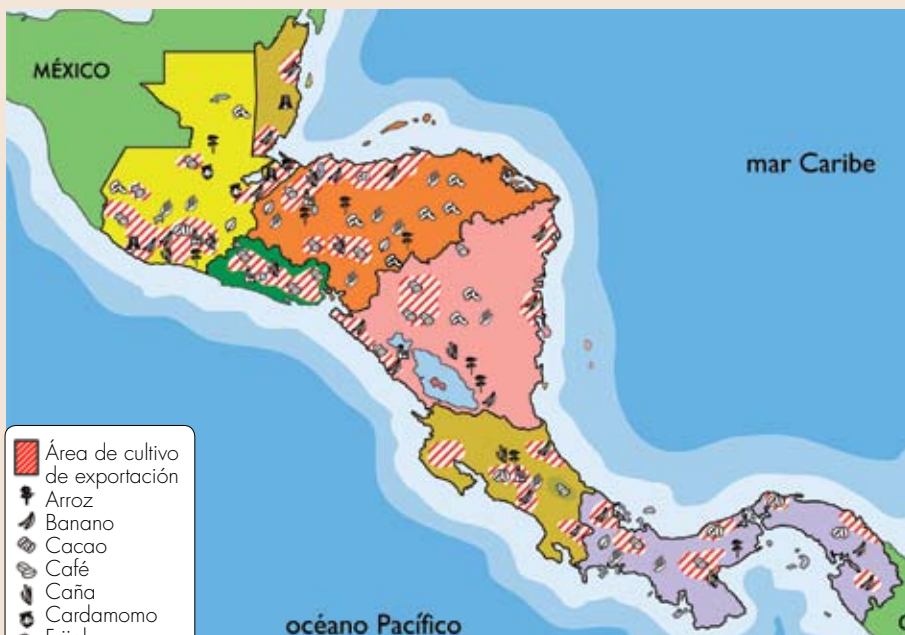 MÉXICO
mar Caribe
Área de cultivo
de exportación
Arroz
Banano
Cacao
Café
Caña
Cardamomo
océano Pacífico